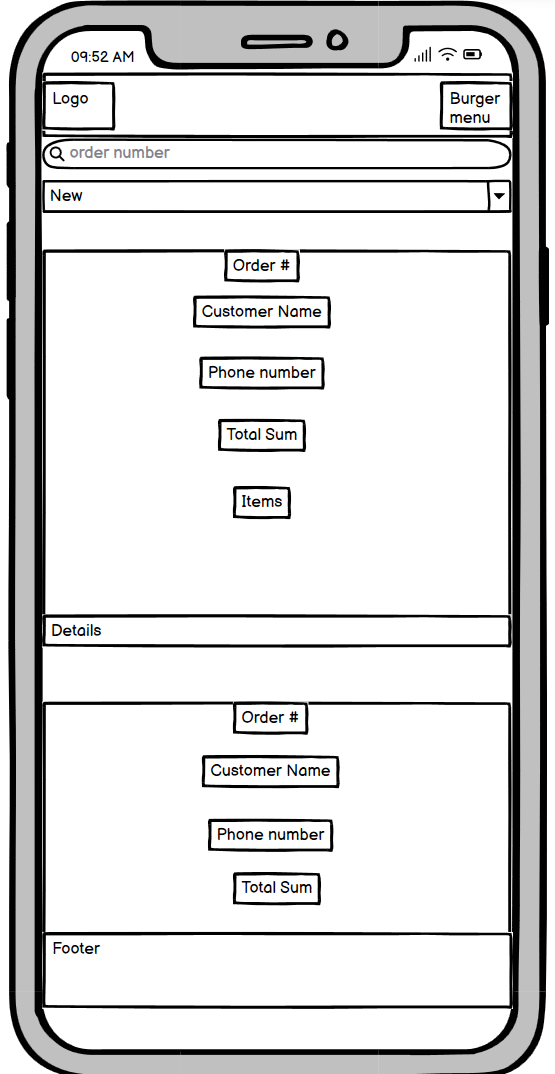 09:52 AM
Logo
Burger
menu
order number
New
Order #
Customer Name
Phone number
Total Sum
Items
Details
Order #
Customer Name
Phone number
Total Sum
Footer